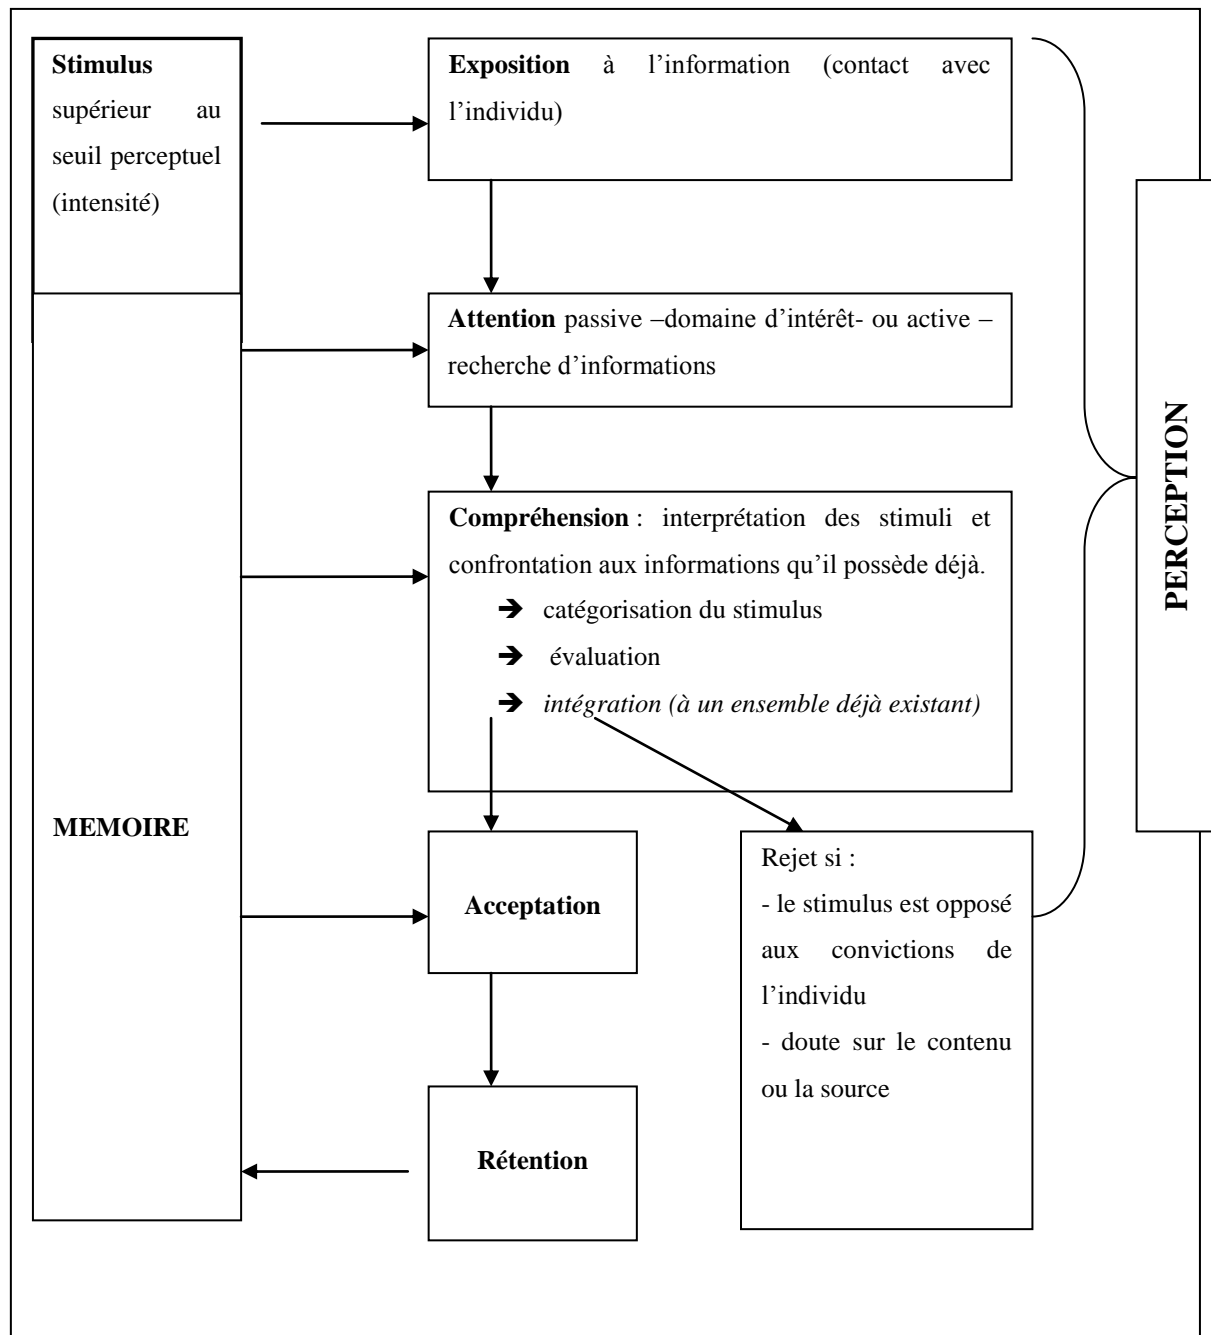 Stimulus
supérieur au
seuil perceptuel
(intensité)
Exposition à l’information (contact avec
l’individu)
Attention passive –domaine d’intérêt- ou active –
recherche d’informations
Compréhension : interprétation des stimuli et
confrontation aux informations qu’il possède déjà.
➔ catégorisation du stimulus
➔ évaluation
➔ intégration (à un ensemble déjà existant)
PERCEPTION
MEMOIRE
Acceptation
Rejet si :
- le stimulus est opposé
aux convictions de
l’individu
- doute sur le contenu
ou la source
Rétention